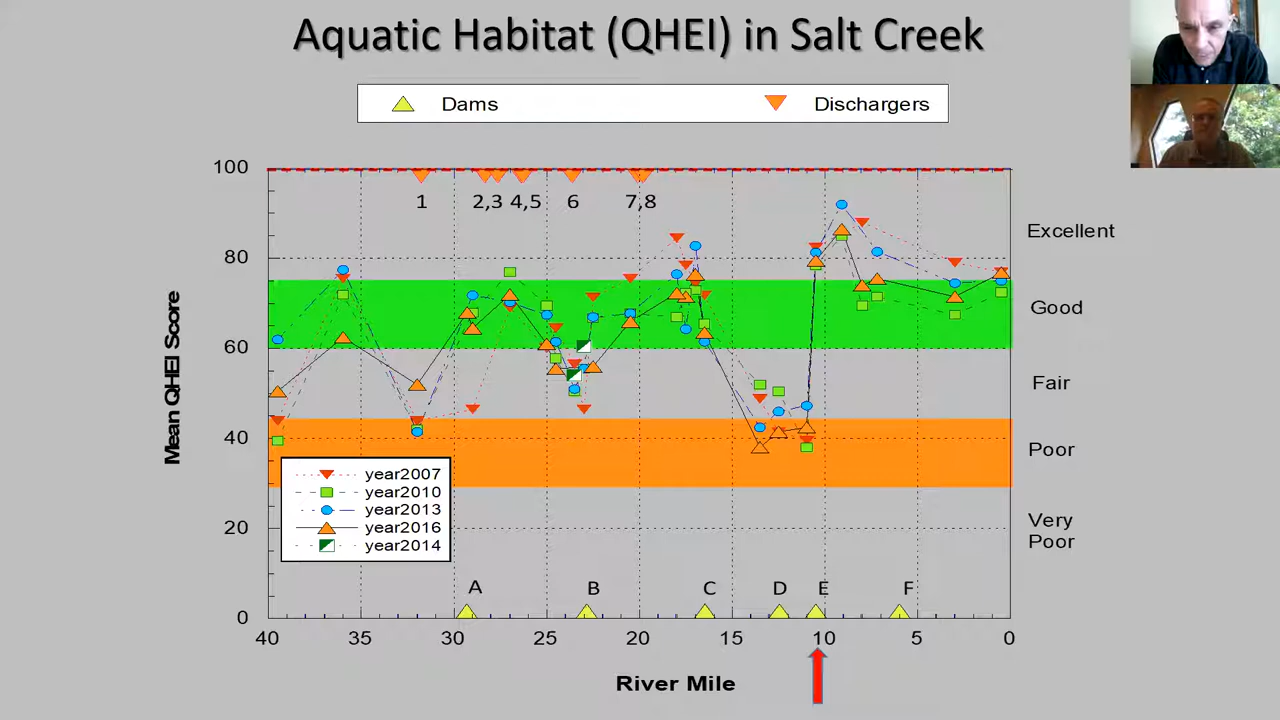 Aquatic Habitat (QHEI) in Salt Creek
Dams Dischargers
100
80
60
40
20
0
Mean QHEI Score
1 2,3 4,5 6 7,8
Excellent
Good
Fair
Poor
Very
Poor
year2007
year2010
year2013
year2016
year2014
A B C D E F
40 35 30 25 20 15 10 5 0
River Mile